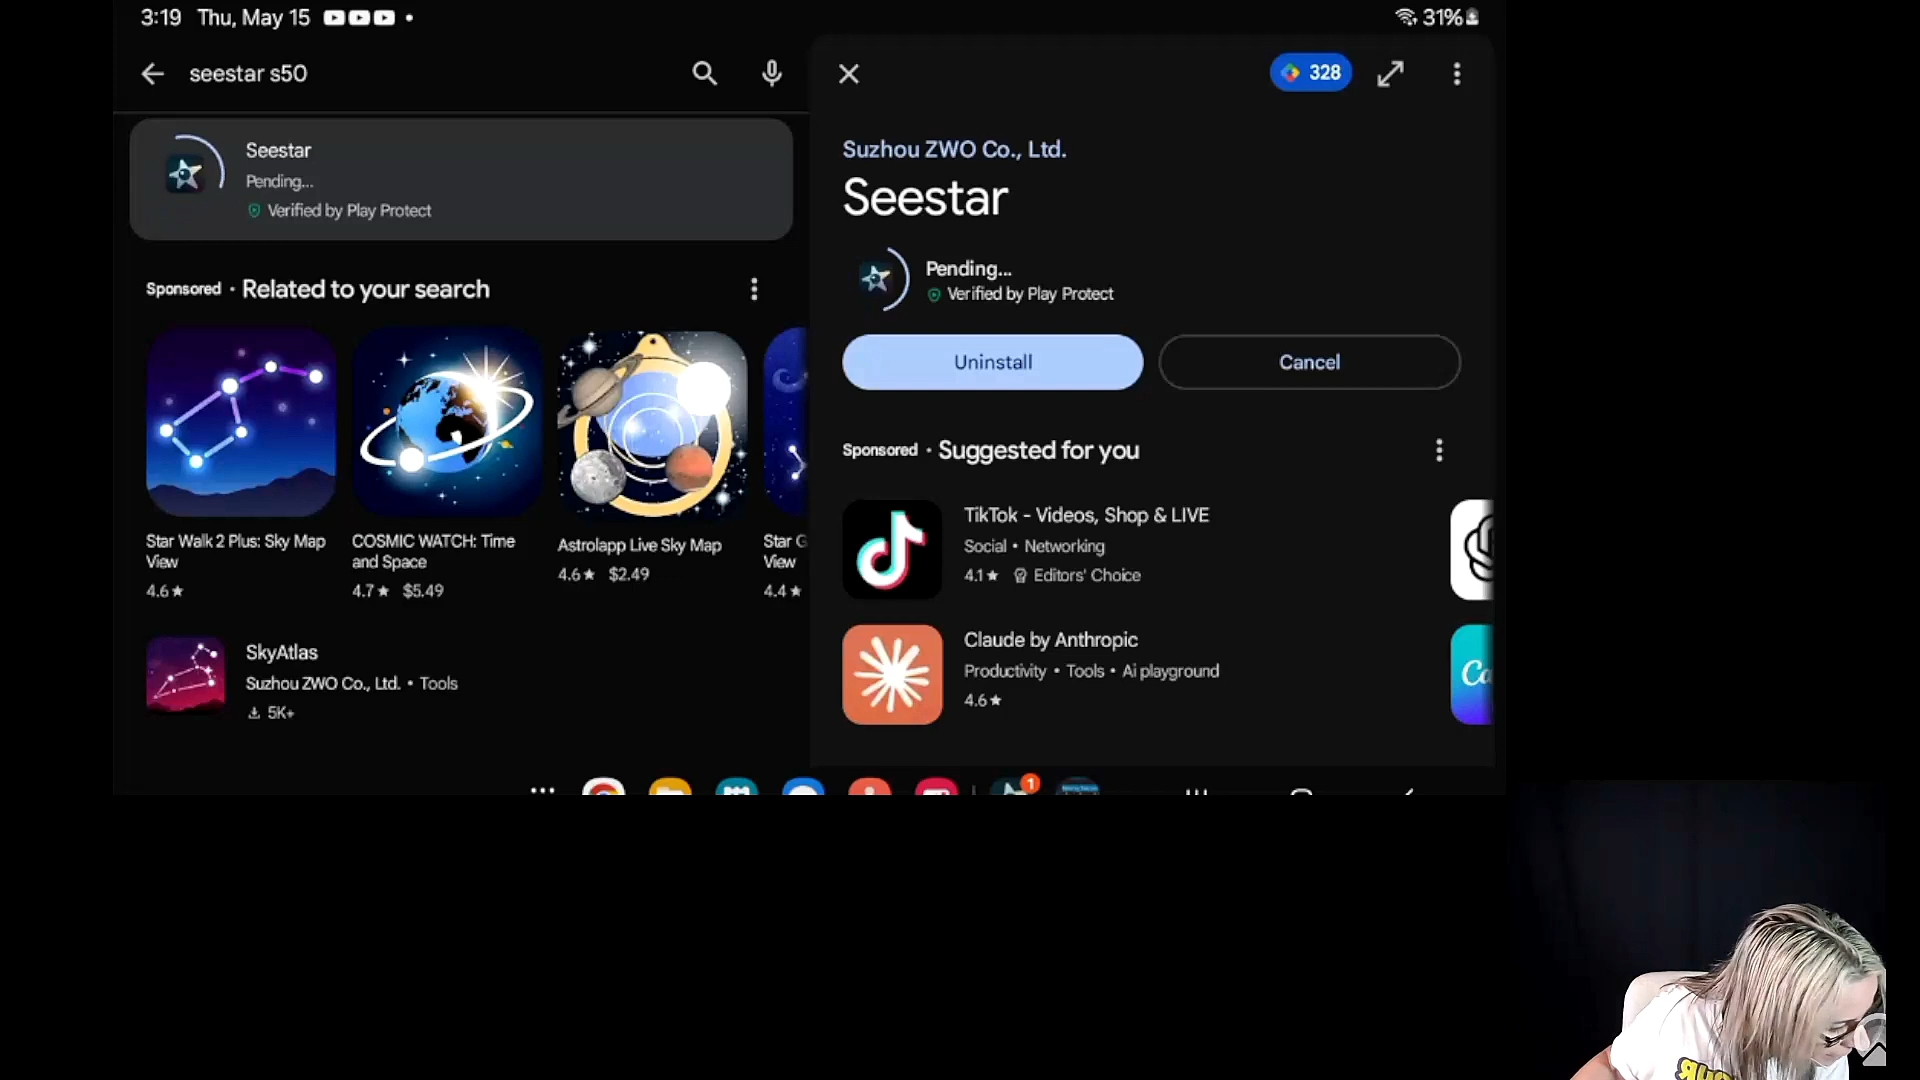 3:19 Thu, May 15
31%
seestar s50
328
Seestar
Pending...
Verified by Play Protect
Sponsored • Related to your search
Star Walk 2 Plus: Sky Map
View
4.6★
COSMIC WATCH: Time
and Space
4.7★ $5.49
Astrolapp Live Sky Map
4.6★ $2.49
Star G
View
4.4★
SkyAtlas
Suzhou ZWO Co., Ltd. • Tools
5K+
Suzhou ZWO Co., Ltd.
Seestar
Pending...
Verified by Play Protect
Uninstall
Cancel
Sponsored • Suggested for you
TikTok - Videos, Shop & LIVE
Social • Networking
4.1★ Editors' Choice
Claude by Anthropic
Productivity • Tools • Ai playground
4.6★
Ca
1